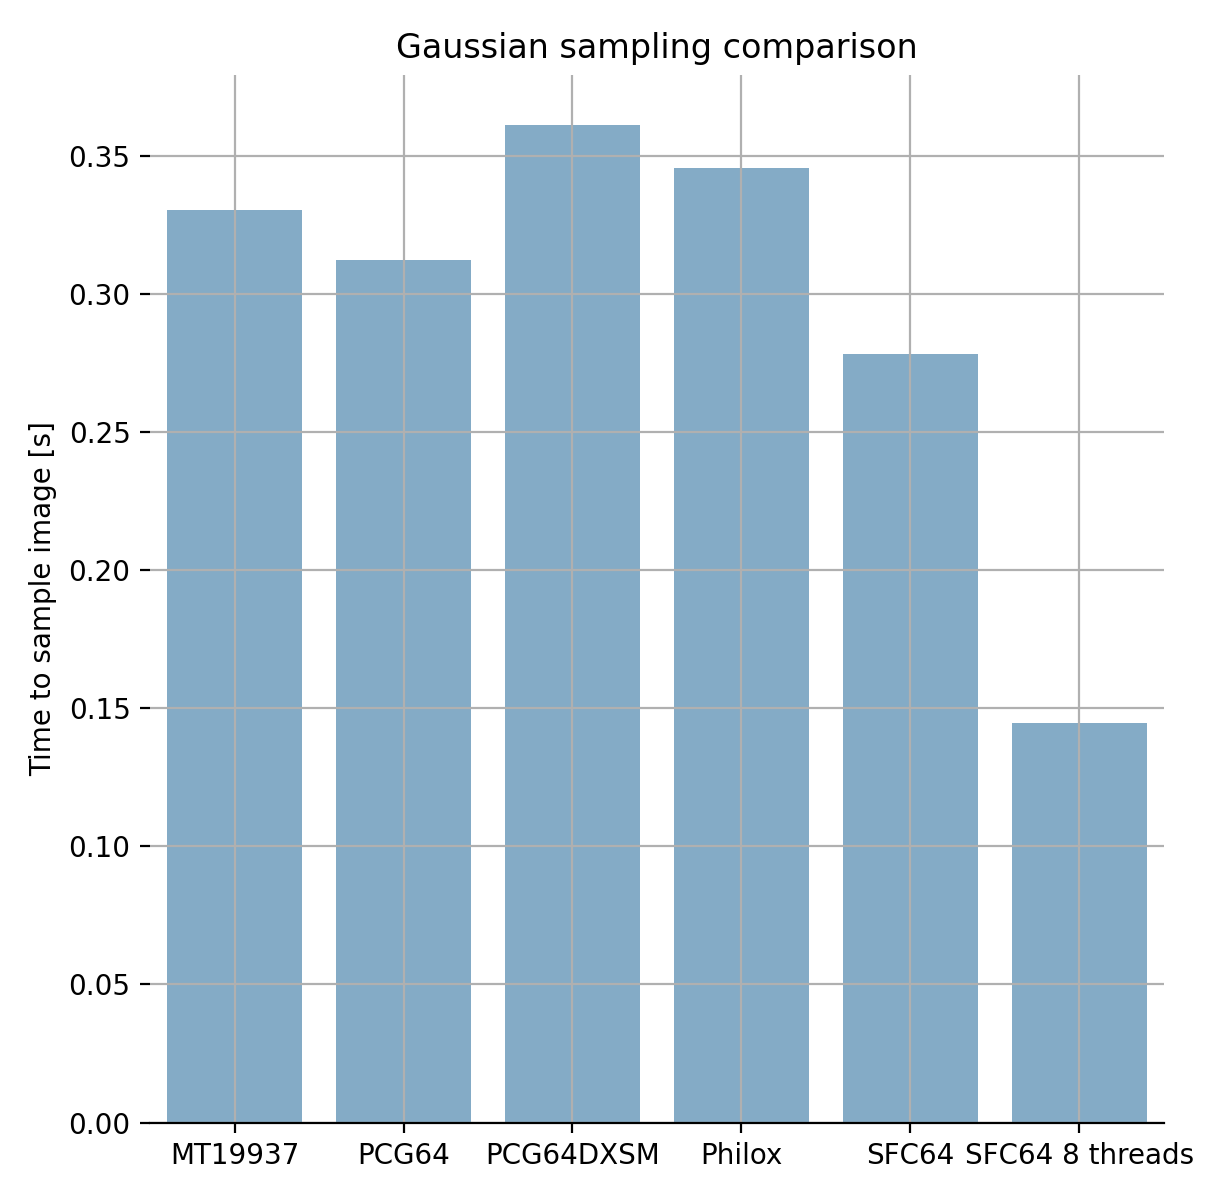 Gaussian sampling comparison
Time to sample image [s]
0.35
0.30
0.25
0.20
0.15
0.10
0.05
0.00
MT19937 PCG64 PCG64DXSM Philox SFC64 SFC64 8 threads